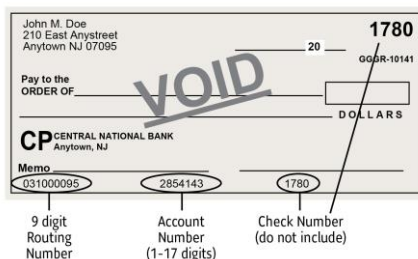 John M. Doe
210 East Anystreet
Anytown NJ 07095
1780
20
GGGR-10141
Pay to the
ORDER OF
VOID
DOLLARS
CP CENTRAL NATIONAL BANK
Anytown, NJ
Memo
031000095 2854143 1780
9 digit
Routing
Number
Account
Number
(1-17 digits)
Check Number
(do not include)